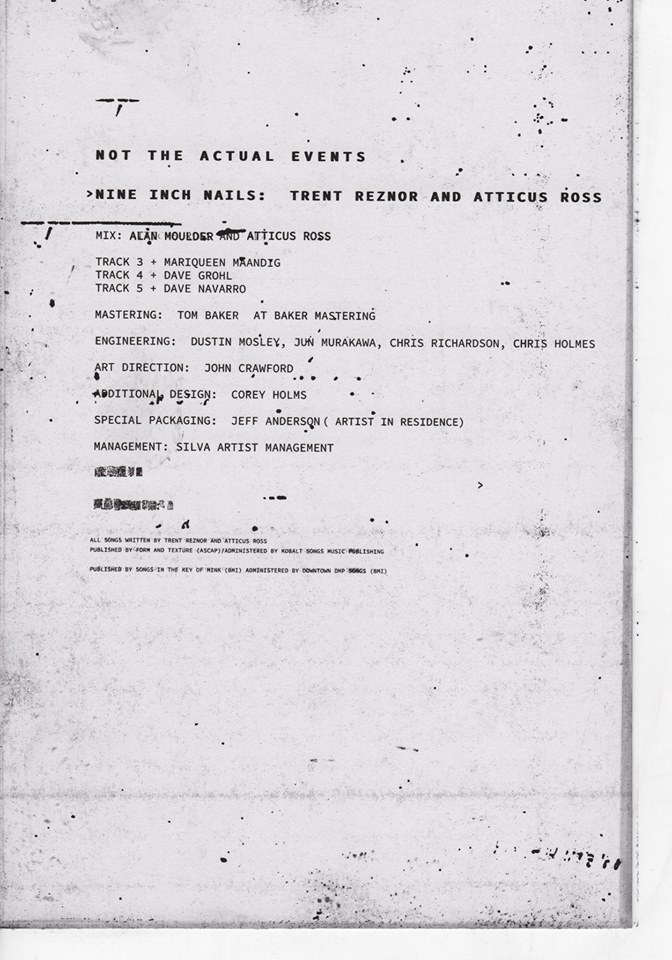 NOT THE ACTUAL EVENTS
>NINE INCH NAILS: TRENT REZNOR AND ATTICUS ROSS
MIX: ALAN MOULDER AND ATTICUS ROSS
TRACK 3 + MARIQUEEN MAANDIG
TRACK 4 + DAVE GROHL
TRACK 5 + DAVE NAVARRO
MASTERING: TOM BAKER AT BAKER MASTERING
ENGINEERING: DUSTIN MOSLEY, JUN MURAKAWA, CHRIS RICHARDSON, CHRIS HOLMES
ART DIRECTION: JOHN CRAWFORD
ADDITIONAL DESIGN: COREY HOLMS
SPECIAL PACKAGING: JEFF ANDERSON ( ARTIST IN RESIDENCE)
MANAGEMENT: SILVA ARTIST MANAGEMENT
>
ALL SONGS WRITTEN BY TRENT REZNOR AND ATTICUS ROSS
PUBLISHED BY FORM AND TEXTURE (ASCAP)/ADMINISTERED BY KOBALT SONGS MUSIC PUBLISHING
PUBLISHED BY SONGS IN THE KEY OF MINK (BMI) ADMINISTERED BY DOWNTOWN DMP SONGS (BMI)